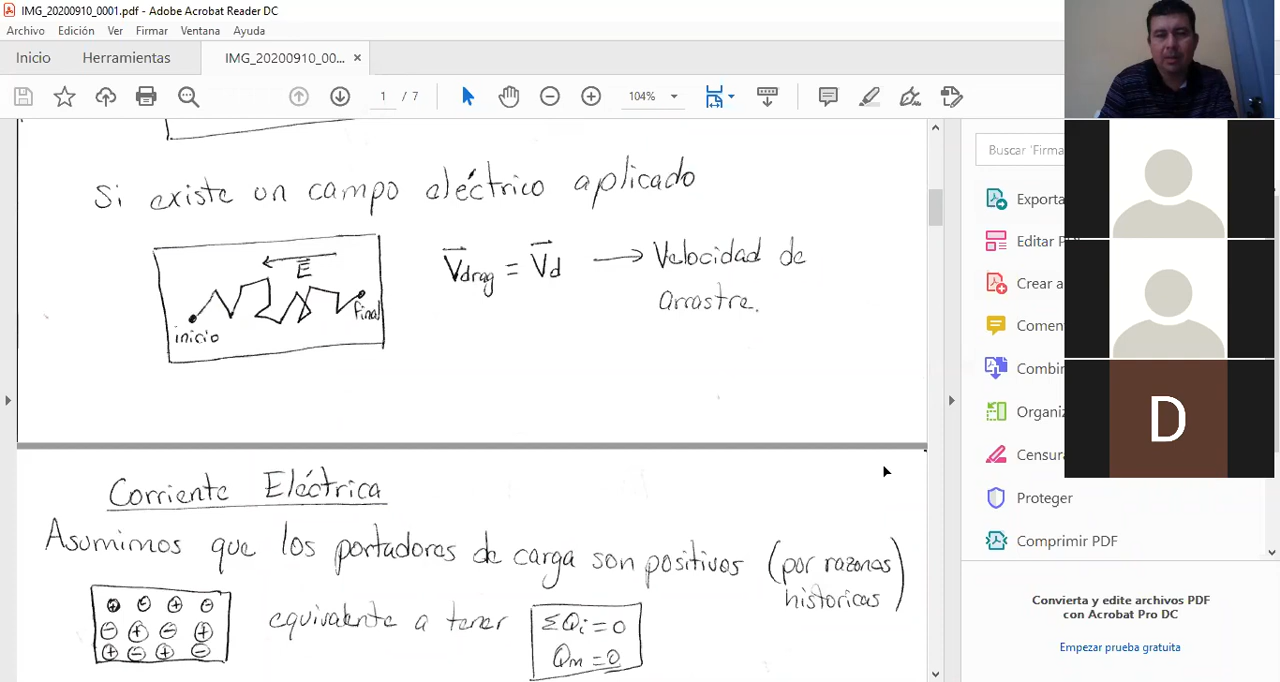 IMG_20200910_0001.pdf - Adobe Acrobat Reader DC
Archivo Edición Ver Firmar Ventana Ayuda
Inicio Herramientas IMG_20200910_00... ×
1 / 7 104%
Si existe un campo eléctrico aplicado
E
inicio
final
Vdrag = Vd → Velocidad de
arrastre.
Corriente Eléctrica
Asumimos que los portadores de carga son positivos (por razones
historicas)
equivalente a tener
ΣQi = 0
Qm = 0
Buscar 'Firma
Exporta
Editar P
Crear a
Comen
Combin
Organiz
Censura
Proteger
Comprimir PDF
Convierta y edite archivos PDF
con Acrobat Pro DC
Empezar prueba gratuita
D